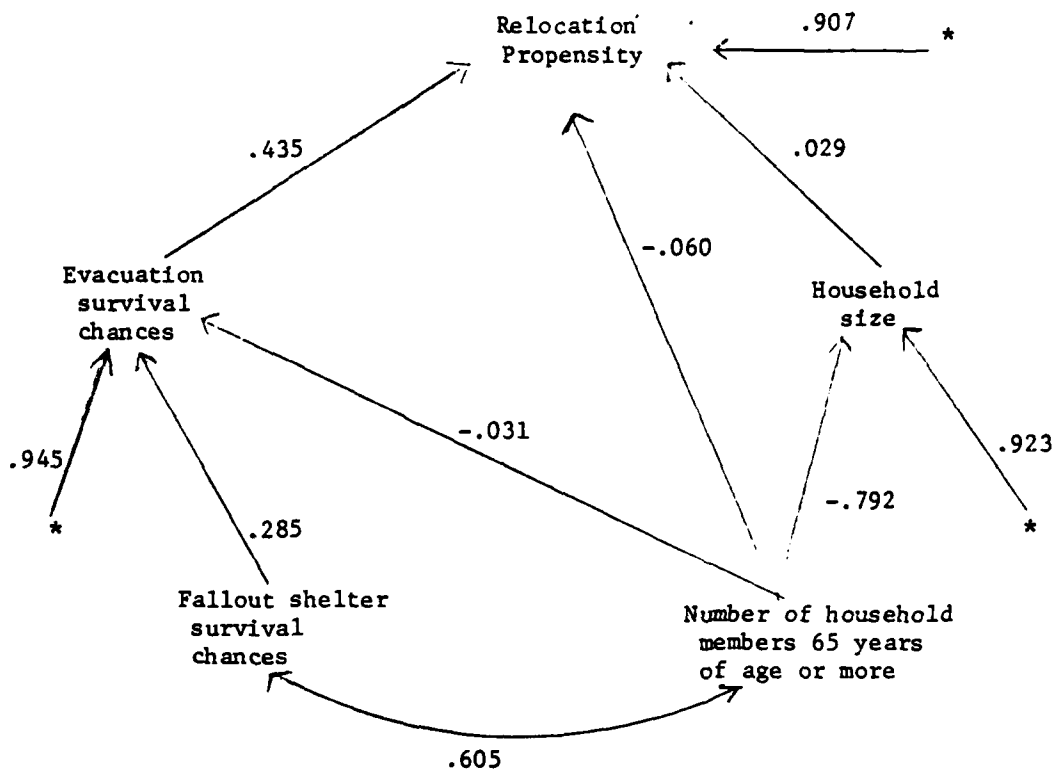 Relocation
Propensity
.907
*
.435
.029
-.060
Evacuation
survival
chances
Household
size
-.031
.945
*
.285
-.792
.923
*
Fallout shelter
survival
chances
Number of household
members 65 years
of age or more
.605